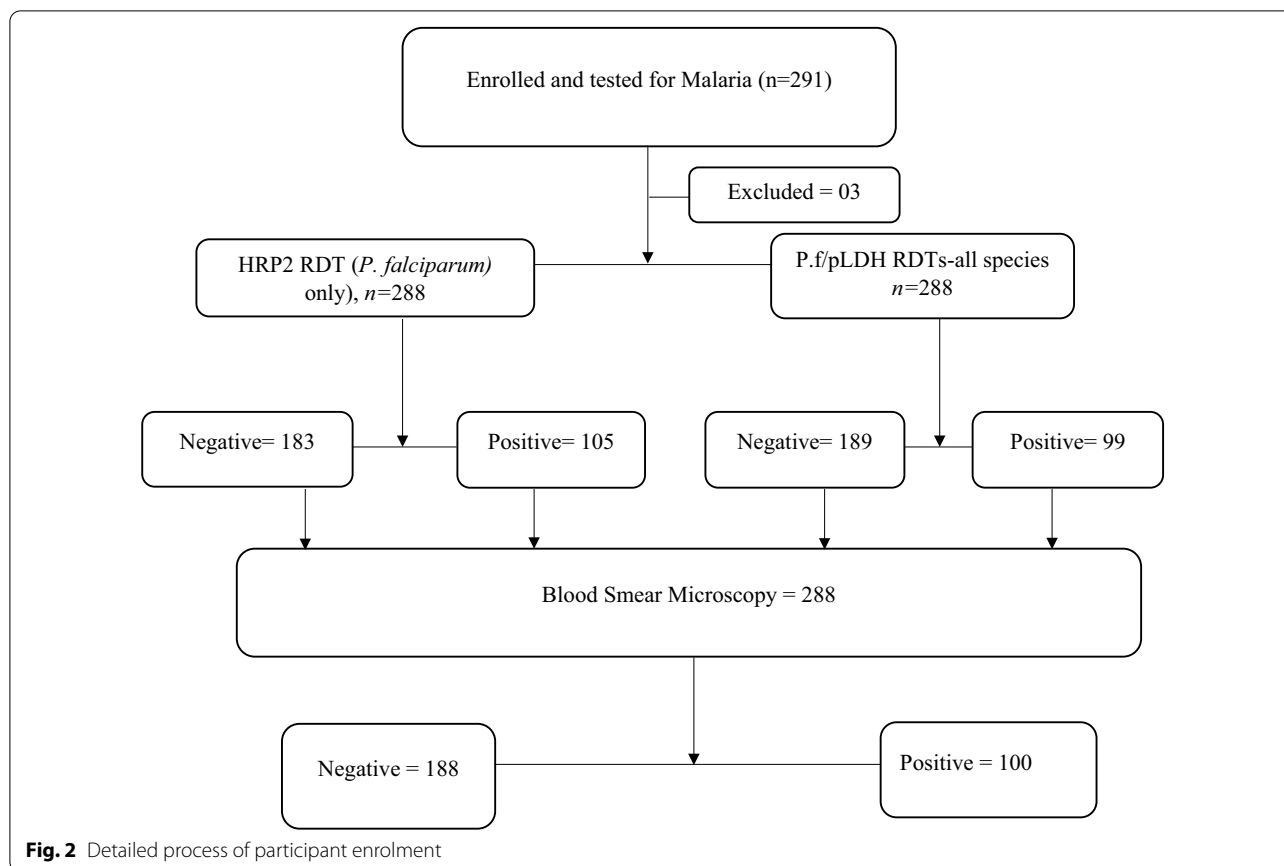 Enrolled and tested for Malaria (n=291)
Excluded = 03
HRP2 RDT (P. falciparum)
only), n=288
P.f/pLDH RDTs-all species
n=288
Negative= 183
Positive= 105
Negative= 189
Positive= 99
Blood Smear Microscopy = 288
Negative = 188
Positive = 100
Fig. 2 Detailed process of participant enrolment